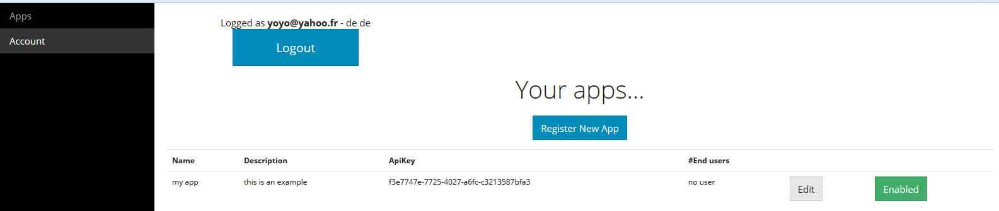 Apps
Account
Logged as yoyo@yahoo.fr - de de
Logout
Your apps...
Register New App
Name Description ApiKey #End users
my app this is an example f3e7747e-7725-4027-a6fc-c3213587bfa3 no user Edit Enabled